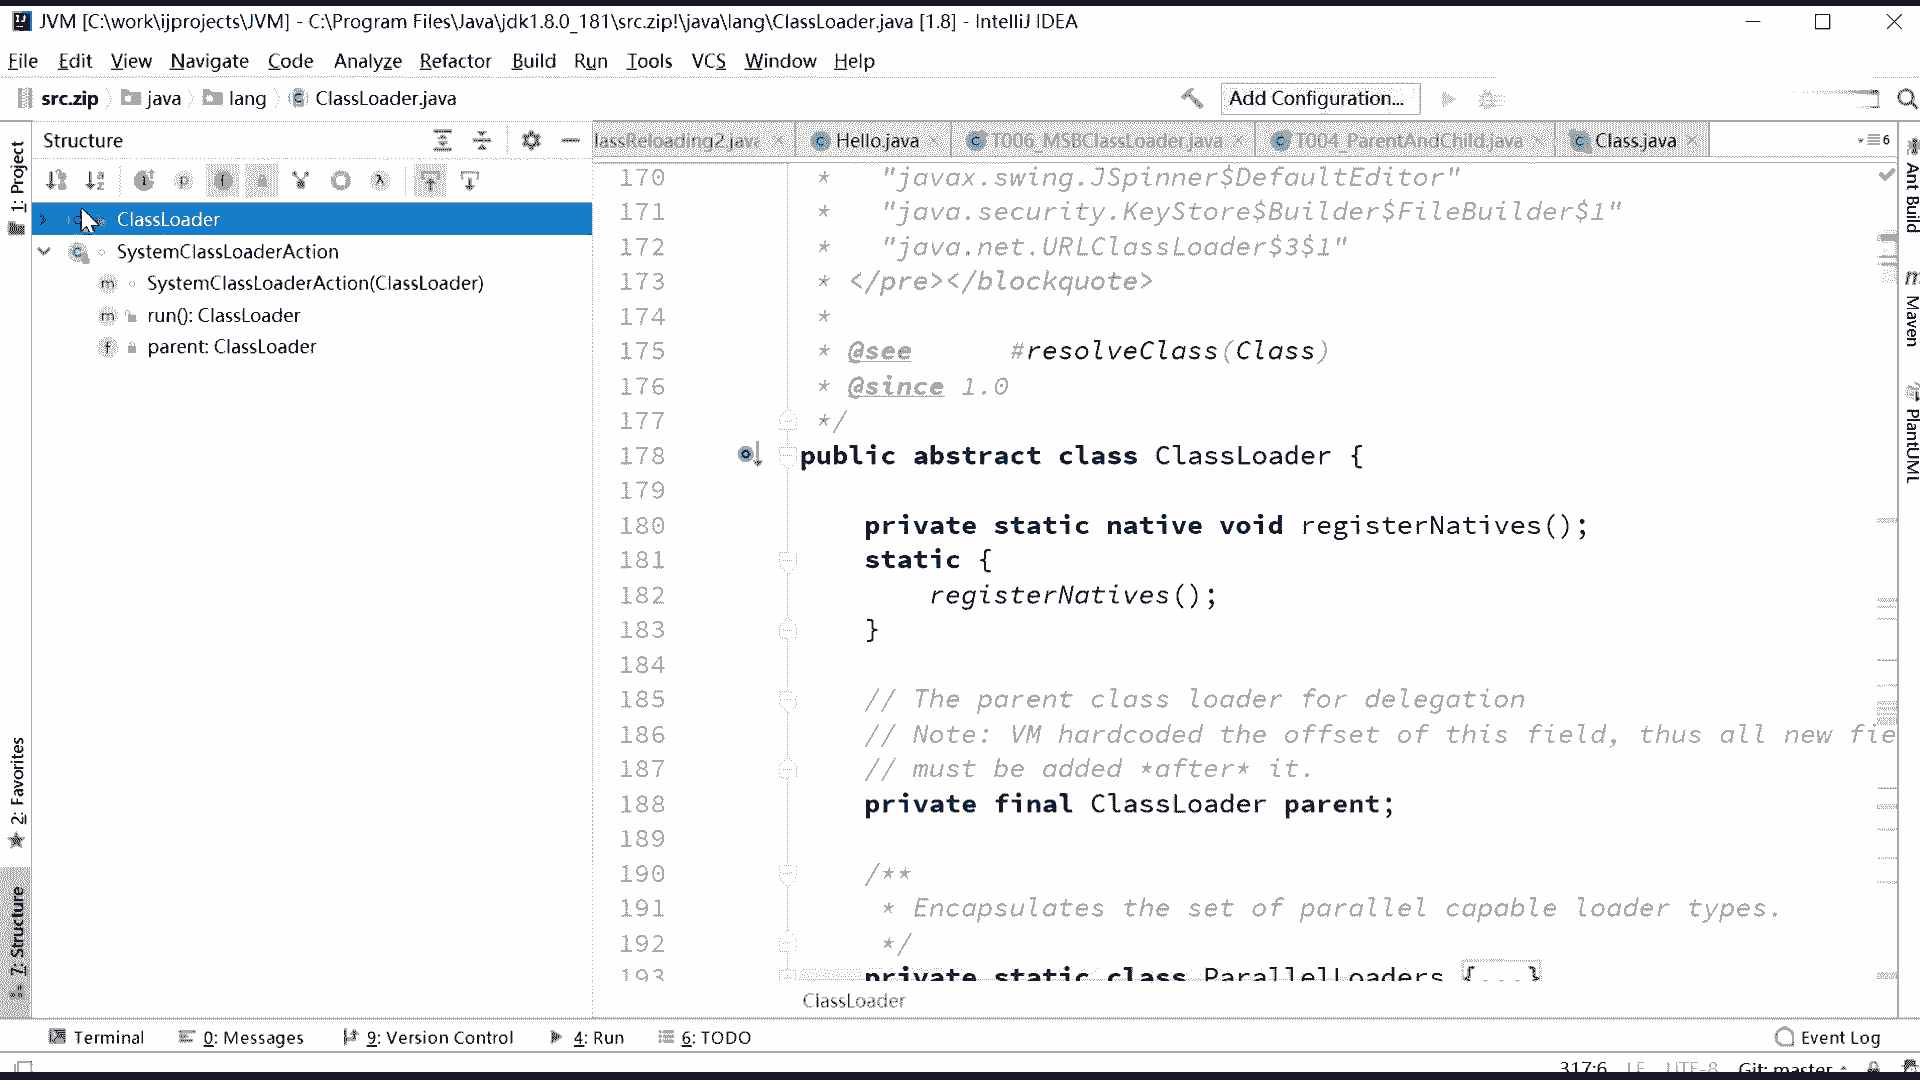 JVM [C:\work\ijprojects\JVM] - C:\Program Files\Java\jdk1.8.0_181\src.zip!\java\lang\ClassLoader.java [1.8] - IntelliJ IDEA
File Edit View Navigate Code Analyze Refactor Build Run Tools VCS Window Help
src.zip java lang ClassLoader.java Add Configuration...
Structure
lassReloading2.java Hello.java T006_MSBClassLoader.java T004_ParentAndChild.java Class.java 6
1: Project
2: Favorites
7: Structure
ClassLoader
SystemClassLoaderAction
SystemClassLoaderAction(ClassLoader)
run(): ClassLoader
parent: ClassLoader
170 * "javax.swing.JSpinner$DefaultEditor"
171 * "java.security.KeyStore$Builder$FileBuilder$1"
172 * "java.net.URLClassLoader$3$1"
173 * </pre></blockquote>
174 *
175 * @see #resolveClass(Class)
176 * @since 1.0
177 */
178 public abstract class ClassLoader {
179
180 private static native void registerNatives();
181 static {
182 registerNatives();
183 }
184
185 // The parent class loader for delegation
186 // Note: VM hardcoded the offset of this field, thus all new fie
187 // must be added *after* it.
188 private final ClassLoader parent;
189
190 /**
191 * Encapsulates the set of parallel capable loader types.
192 */
193 private static class ParallelLoaders {...}
ClassLoader
Ant Build
Maven
PlantUML
Terminal 0: Messages 9: Version Control 4: Run 6: TODO Event Log
317:6 LF UTF-8 Git: master